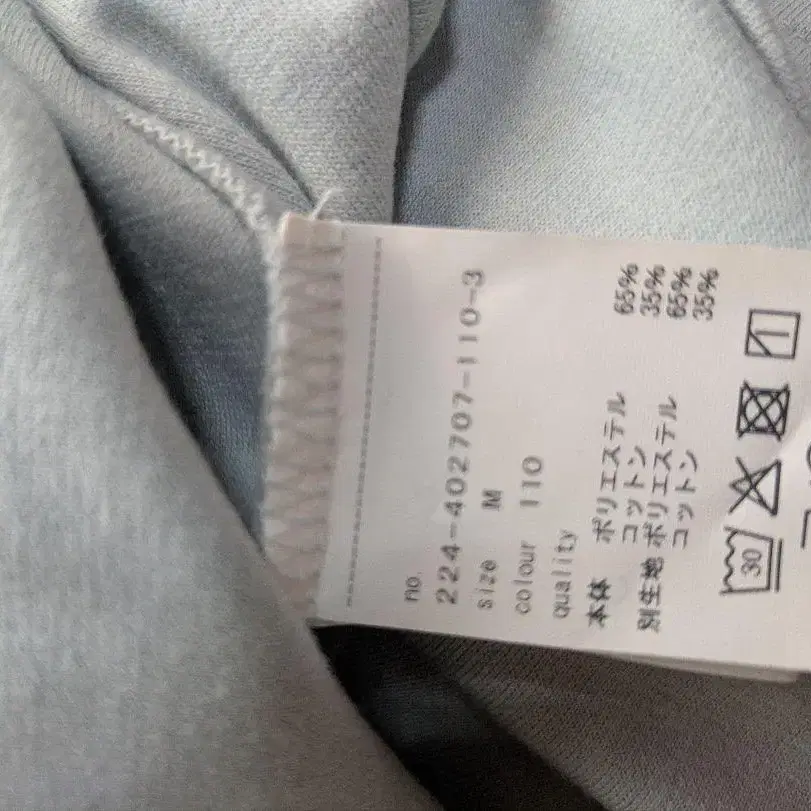 no.
224-402707-110-3
size M
colour 110
quality
本体 ポリエステル 65%
コットン 35%
別生地 ポリエステル 65%
コットン 35%
30